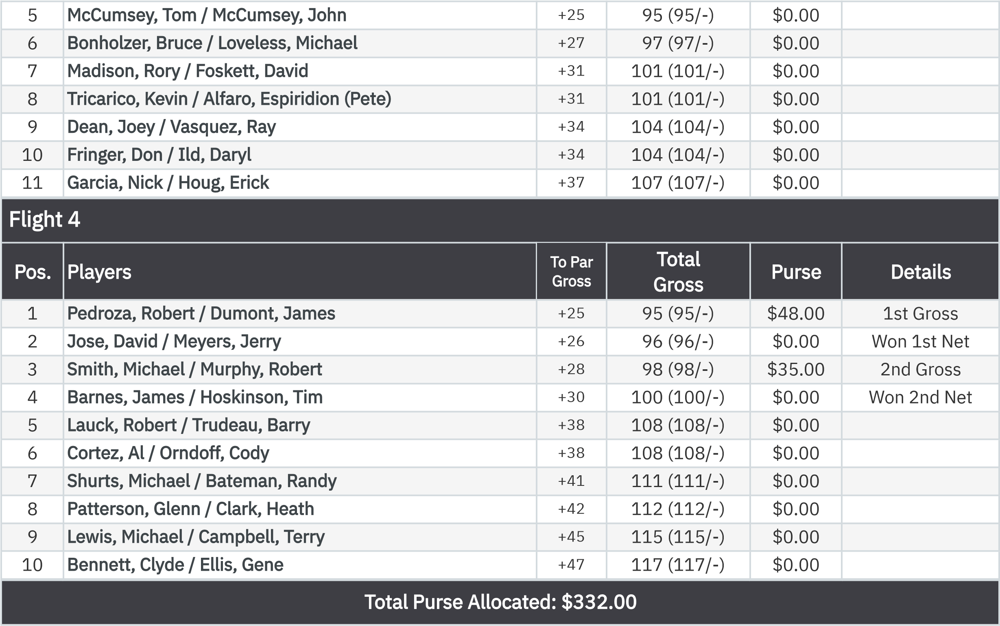 5 McCumsey, Tom / McCumsey, John +25 95 (95/-) $0.00
6 Bonholzer, Bruce / Loveless, Michael +27 97 (97/-) $0.00
7 Madison, Rory / Foskett, David +31 101 (101/-) $0.00
8 Tricarico, Kevin / Alfaro, Espiridion (Pete) +31 101 (101/-) $0.00
9 Dean, Joey / Vasquez, Ray +34 104 (104/-) $0.00
10 Fringer, Don / Ild, Daryl +34 104 (104/-) $0.00
11 Garcia, Nick / Houg, Erick +37 107 (107/-) $0.00
Flight 4
Pos. Players To Par Gross Total Gross Purse Details
1 Pedroza, Robert / Dumont, James +25 95 (95/-) $48.00 1st Gross
2 Jose, David / Meyers, Jerry +26 96 (96/-) $0.00 Won 1st Net
3 Smith, Michael / Murphy, Robert +28 98 (98/-) $35.00 2nd Gross
4 Barnes, James / Hoskinson, Tim +30 100 (100/-) $0.00 Won 2nd Net
5 Lauck, Robert / Trudeau, Barry +38 108 (108/-) $0.00
6 Cortez, Al / Orndoff, Cody +38 108 (108/-) $0.00
7 Shurts, Michael / Bateman, Randy +41 111 (111/-) $0.00
8 Patterson, Glenn / Clark, Heath +42 112 (112/-) $0.00
9 Lewis, Michael / Campbell, Terry +45 115 (115/-) $0.00
10 Bennett, Clyde / Ellis, Gene +47 117 (117/-) $0.00
Total Purse Allocated: $332.00